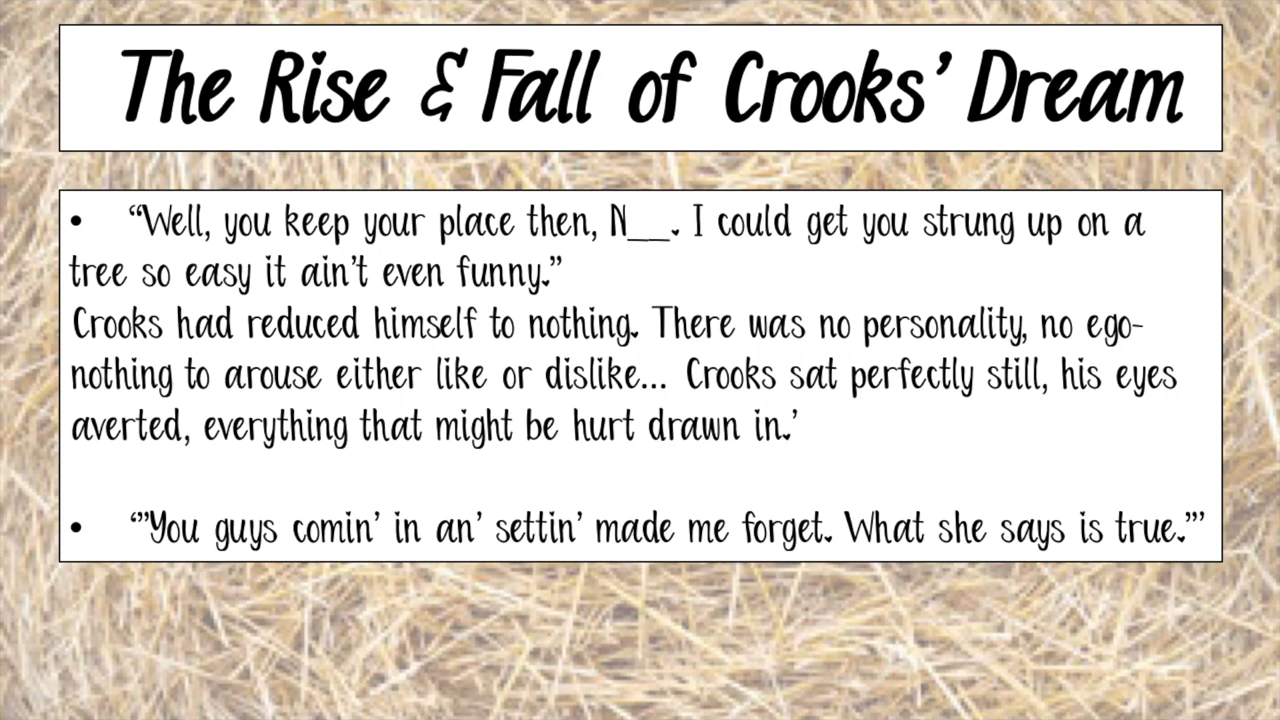 The Rise & Fall of Crooks’ Dream
• “Well, you keep your place then, N__. I could get you strung up on a
tree so easy it ain’t even funny.”
Crooks had reduced himself to nothing. There was no personality, no ego-
nothing to arouse either like or dislike... Crooks sat perfectly still, his eyes
averted, everything that might be hurt drawn in.’
• ‘”You guys comin’ in an’ settin’ made me forget. What she says is true.”’